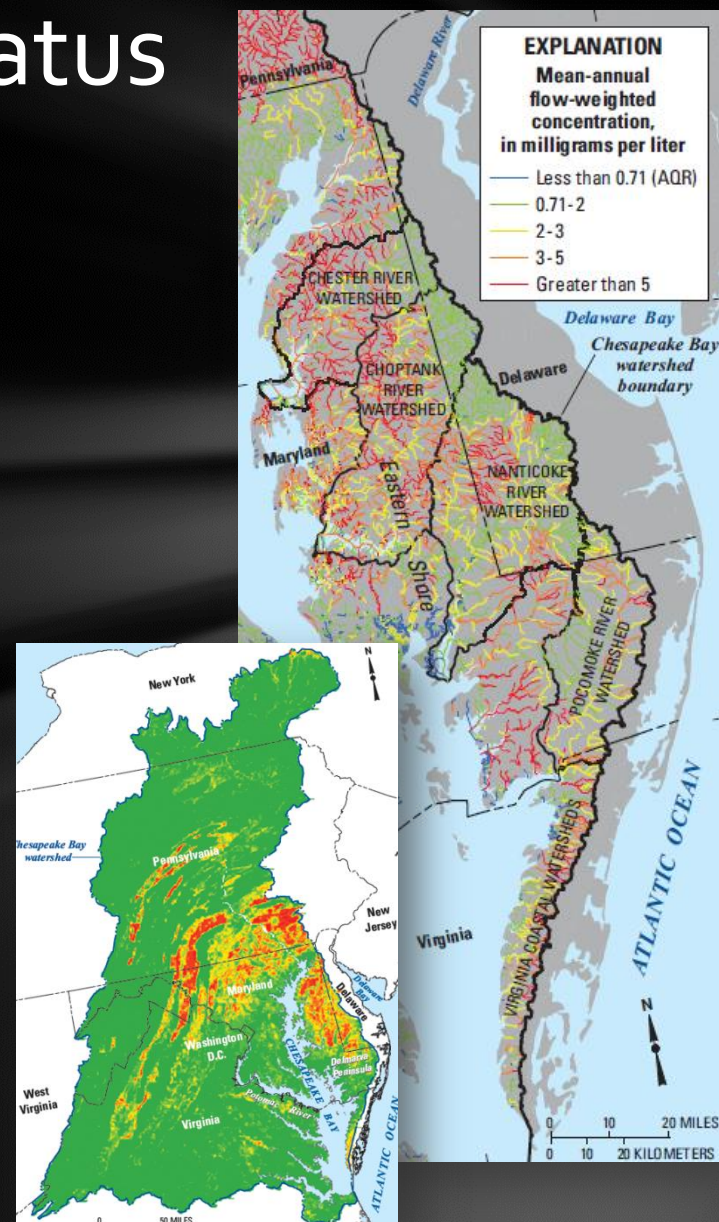 atus
EXPLANATION
Mean-annual
flow-weighted
concentration,
in milligrams per liter
Less than 0.71 (AQR)
0.71-2
2-3
3-5
Greater than 5
Pennsylvania
Delaware River
CHESTER RIVER
WATERSHED
Delaware Bay
Chesapeake Bay
watershed
boundary
Delaware
CHOPTANK
RIVER
WATERSHED
Maryland
Eastern
Shore
NANTICOKE
RIVER
WATERSHED
POCOMOKE RIVER
WATERSHED
VIRGINIA COASTAL WATERSHEDS
Virginia
ATLANTIC OCEAN
N
0 10 20 MILES
0 10 20 KILOMETERS
N
New York
hesapeake Bay
watershed
Pennsylvania
New
Jersey
Maryland
Delaware
Delaware
Bay
Washington
D.C.
Delmarva
Peninsula
CHESAPEAKE BAY
West
Virginia
Potomac River
Virginia
ATLANTIC OCEAN
0 50 MILES